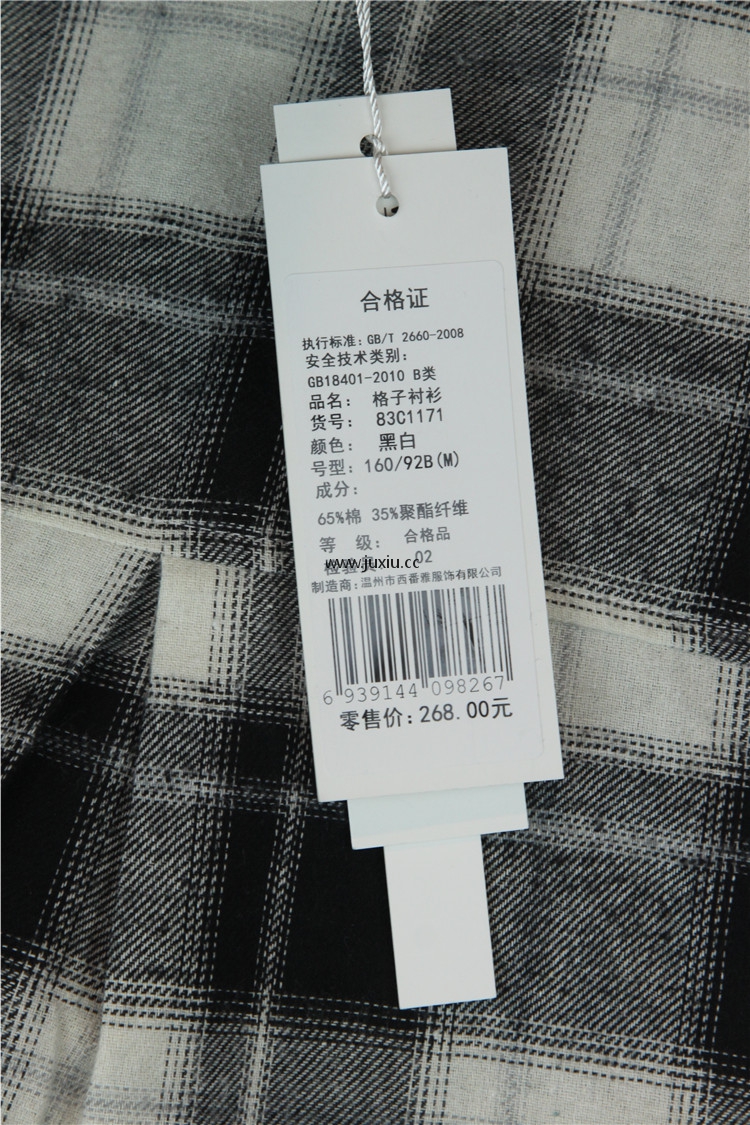 合格证
执行标准：GB/T 2660-2008
安全技术类别：
GB18401-2010 B类
品名： 格子衬衫
货号： 83C1171
颜色： 黑白
号型：160/92B(M)
成分：
65%棉 35%聚酯纤维
等 级： 合格品
检验员 02
www.juxiu.cc
制造商：温州市西番雅服饰有限公司
6 939144 098267
零售价：268.00元